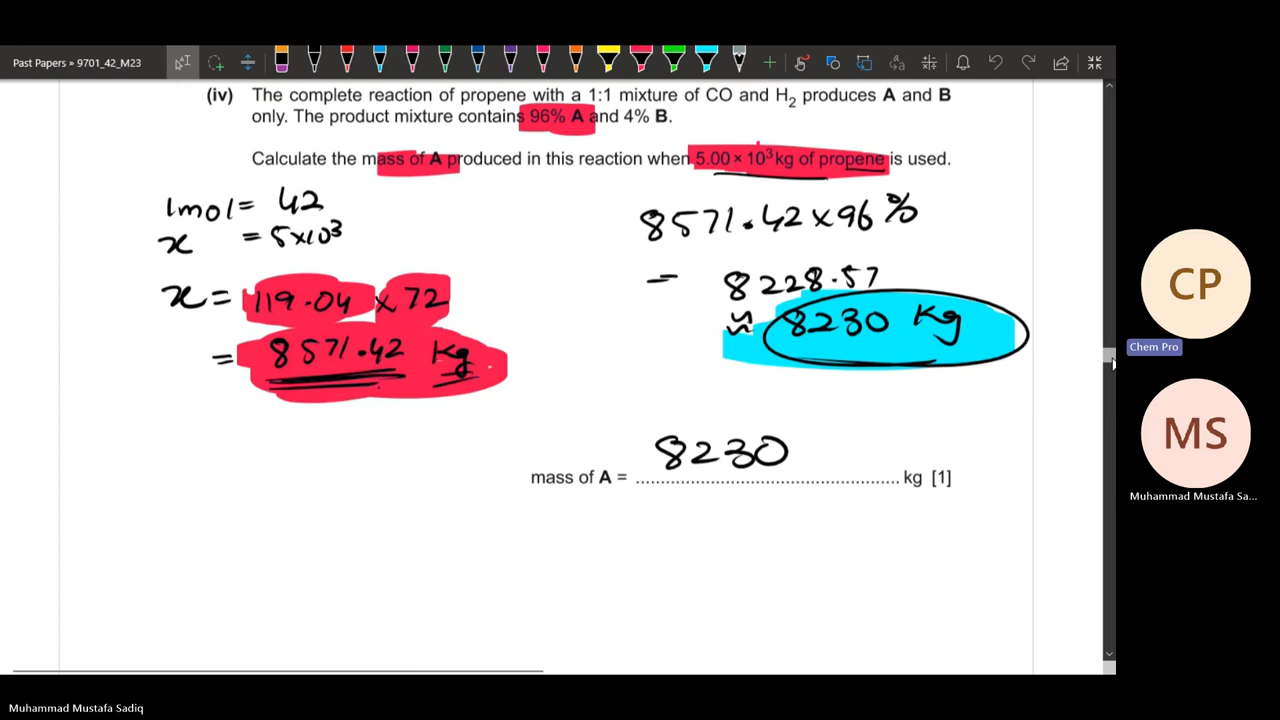 Past Papers » 9701_42_M23
(iv) The complete reaction of propene with a 1:1 mixture of CO and H2 produces A and B
only. The product mixture contains 96% A and 4% B.
Calculate the mass of A produced in this reaction when 5.00 × 10³ kg of propene is used.
1mol = 42
x = 5×10³
x = 119.04 × 72
= 8571.42 Kg
8571.42 × 96 %
= 8228.57
≈ 8230 Kg
8230
mass of A = .................................................... kg [1]
CP
Chem Pro
MS
Muhammad Mustafa Sa...
Muhammad Mustafa Sadiq